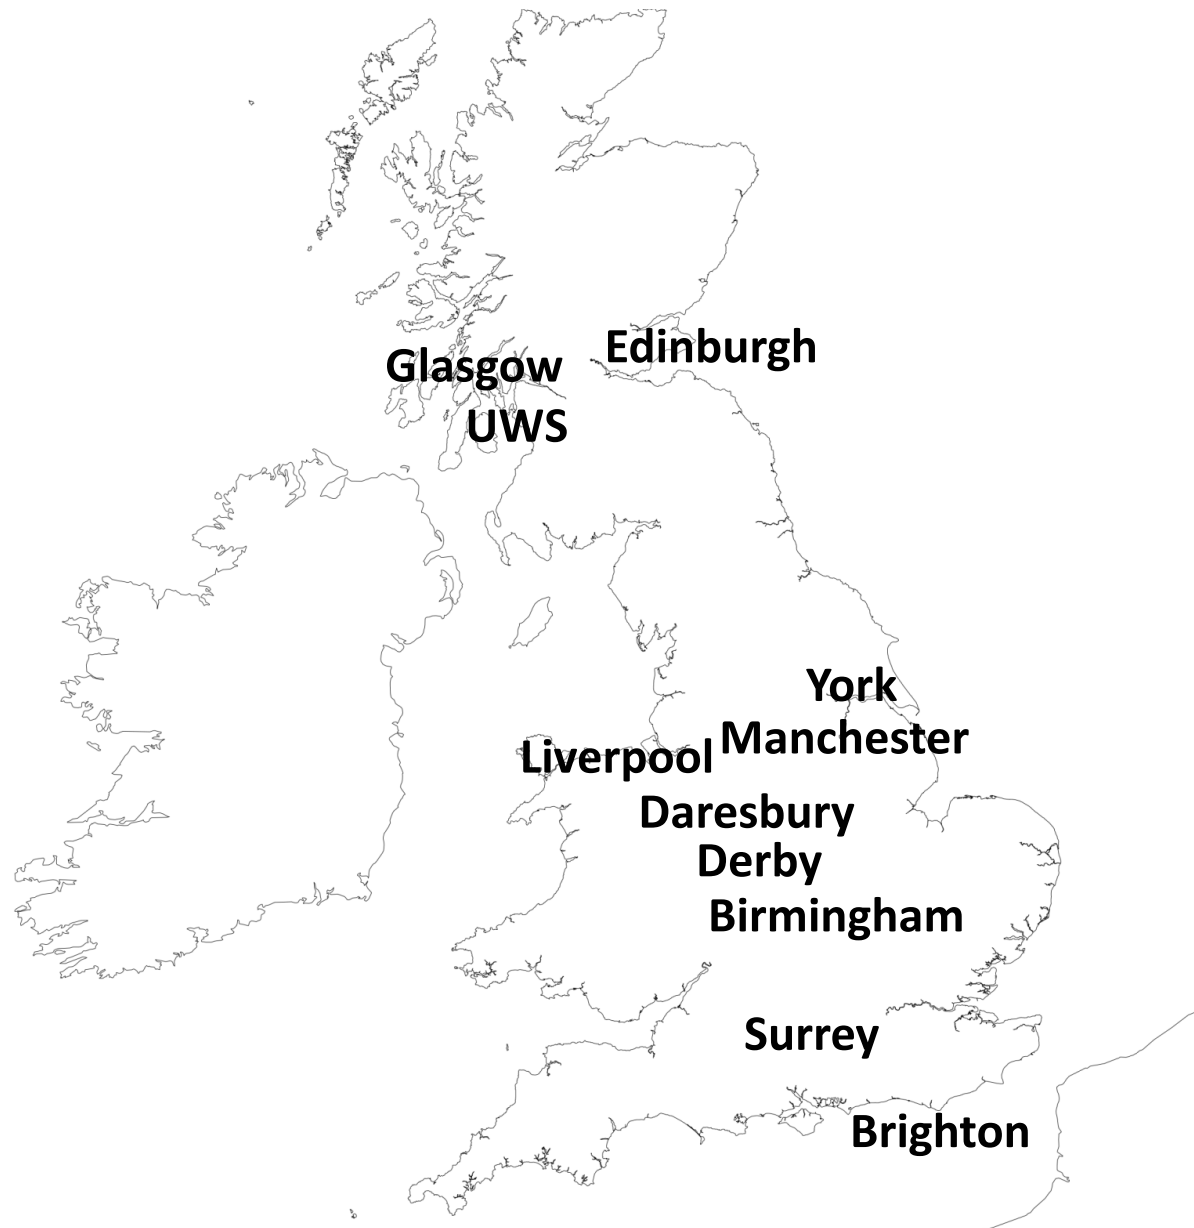 Edinburgh
Glasgow
UWS
York
Manchester
Liverpool
Daresbury
Derby
Birmingham
Surrey
Brighton